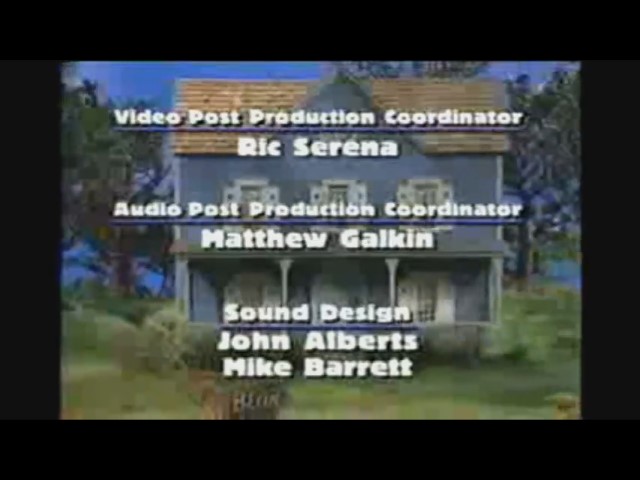 Video Post Production Coordinator
Ric Serena
Audio Post Production Coordinator
Matthew Galkin
Sound Design
John Alberts
Mike Barrett